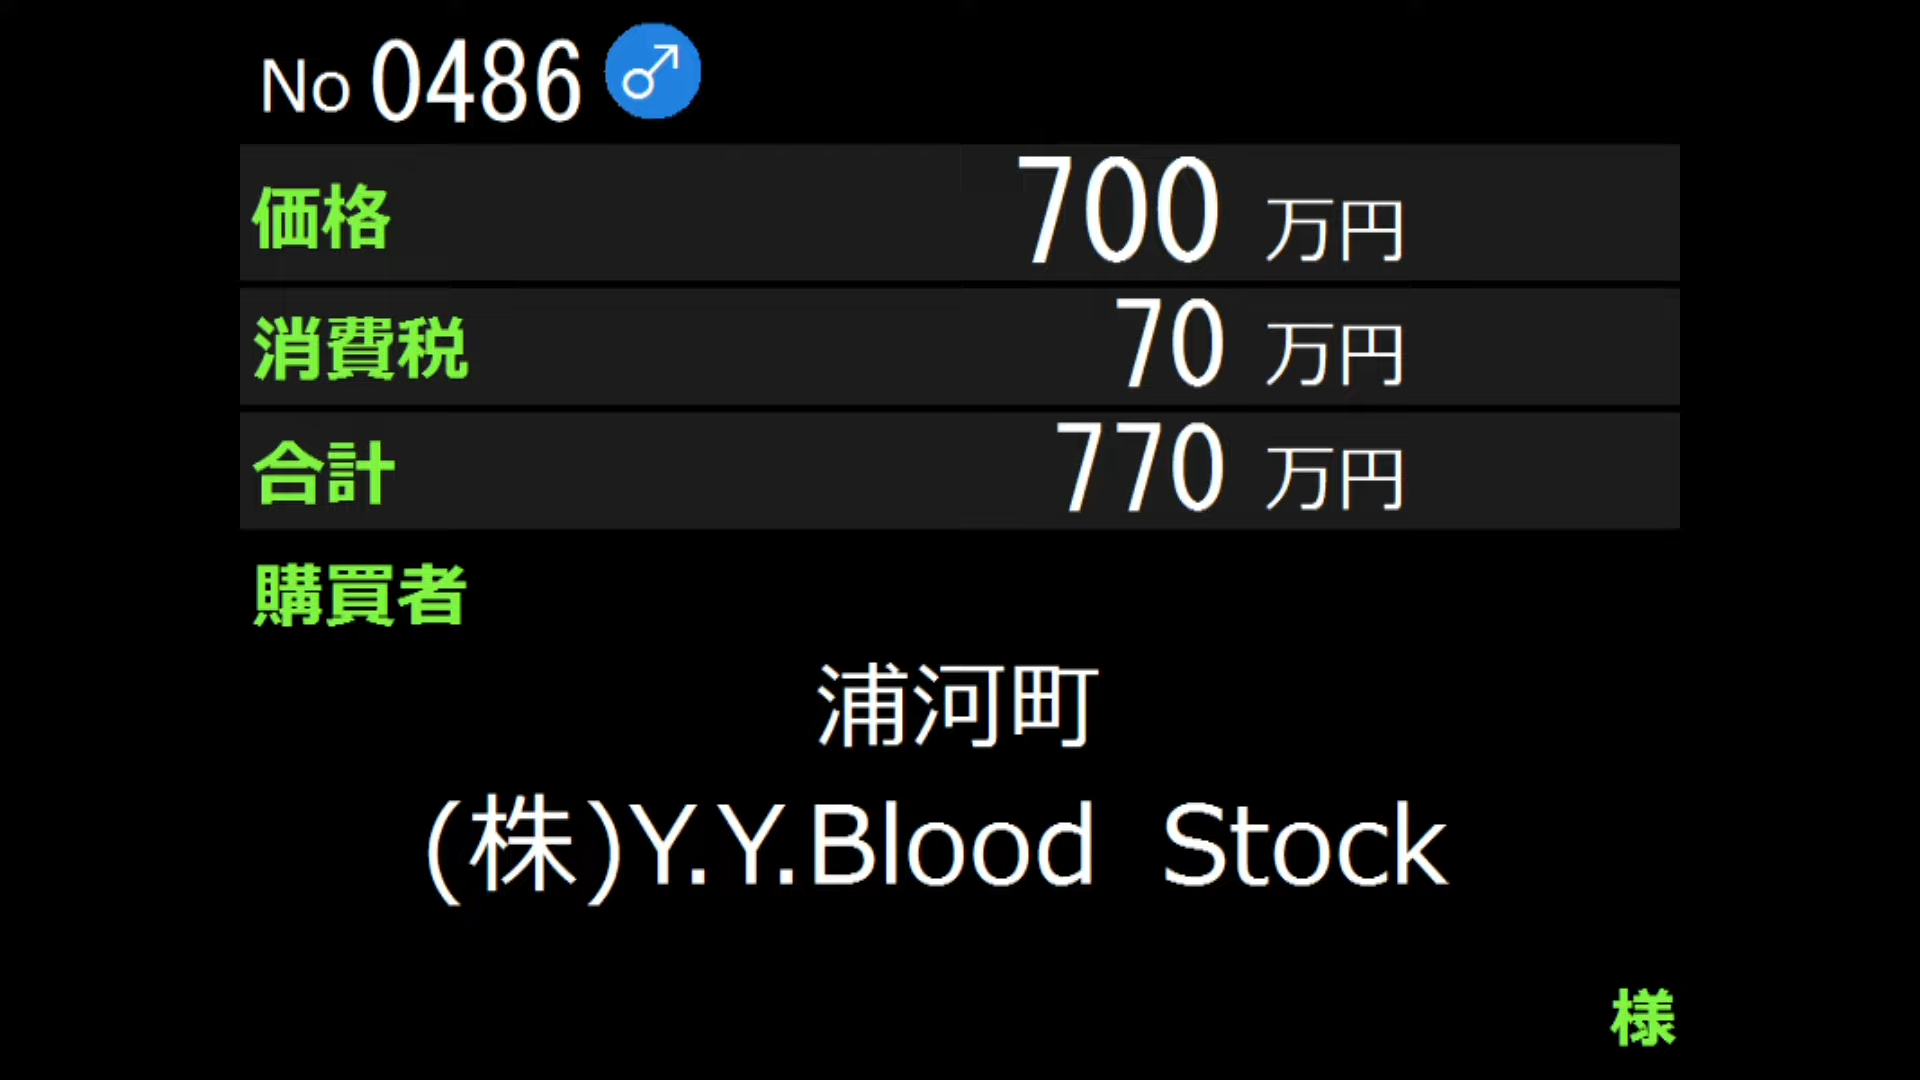 No 0486 ♂
価格 700 万円
消費税 70 万円
合計 770 万円
購買者
浦河町
(株)Y.Y.Blood Stock
様